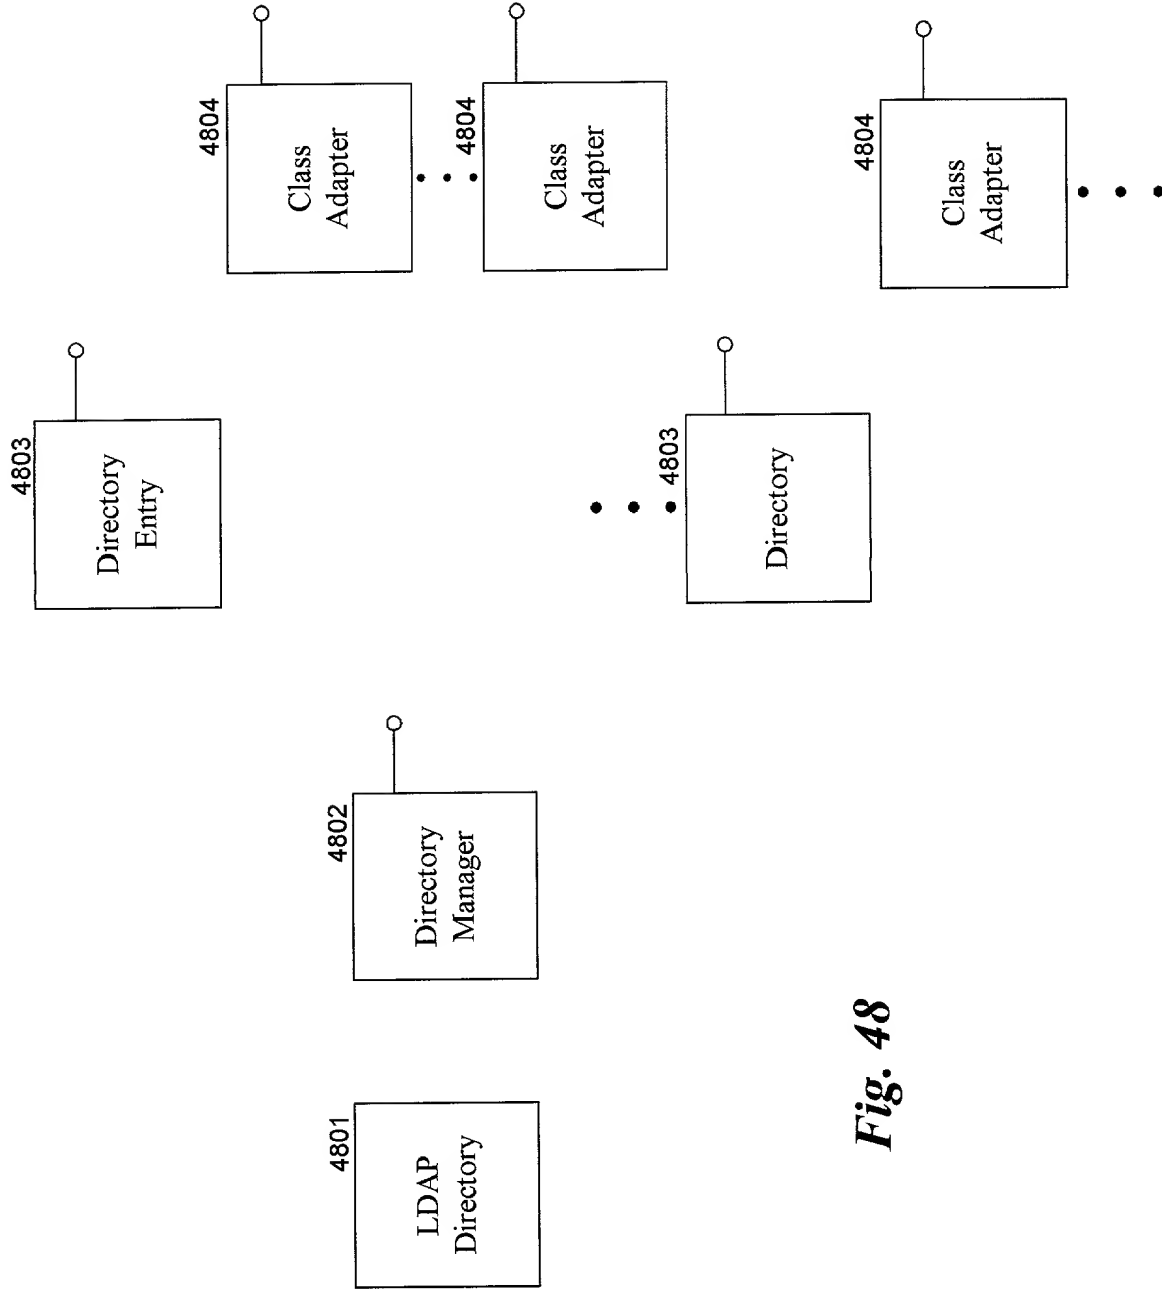 4801
LDAP
Directory
4802
Directory
Manager
4803
Directory
Entry
4803
Directory
4804
Class
Adapter
4804
Class
Adapter
4804
Class
Adapter
Fig. 48